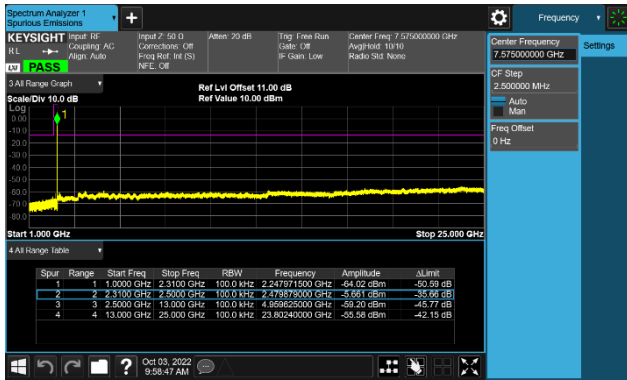 Spectrum Analyzer 1
Spurious Emissions
Frequency
KEYSIGHT Input: RF Input Z: 50 Ω Atten: 20 dB Trig: Free Run Center Freq: 7.575000000 GHz
RL Coupling: AC Corrections: Off Gate: Off Avg|Hold: 10/10
Align: Auto Freq Ref: Int (S) IF Gain: Low Radio Std: None
NFE: Off
LW PASS
Center Frequency
7.575000000 GHz
Settings
CF Step
2.500000 MHz
Auto
Man
Freq Offset
0 Hz
3 All Range Graph
Ref Lvl Offset 11.00 dB
Scale/Div 10.0 dB Ref Value 10.00 dBm
Log
1
0.00
-10.0
-20.0
-30.0
-40.0
-50.0
-60.0
-70.0
-80.0
Start 1.000 GHz Stop 25.000 GHz
4 All Range Table
Spur Range Start Freq Stop Freq RBW Frequency Amplitude ΔLimit
1 1 1.0000 GHz 2.3100 GHz 100.0 kHz 2.247971500 GHz -64.02 dBm -50.59 dB
2 2 2.3100 GHz 2.5000 GHz 100.0 kHz 2.479879000 GHz -5.661 dBm -35.66 dB
3 3 2.5000 GHz 13.000 GHz 100.0 kHz 4.959625000 GHz -59.20 dBm -45.77 dB
4 4 13.000 GHz 25.000 GHz 100.0 kHz 23.80240000 GHz -55.58 dBm -42.15 dB
Oct 03, 2022
9:58:47 AM